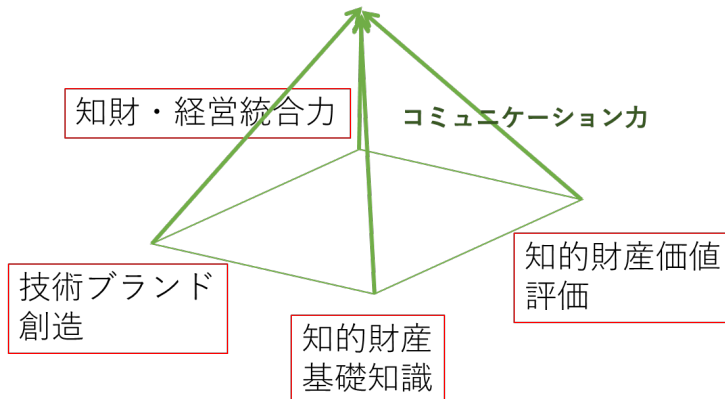 知財・経営統合力
コミュニケーション力
技術ブランド
創造
知的財産
基礎知識
知的財産価値
評価